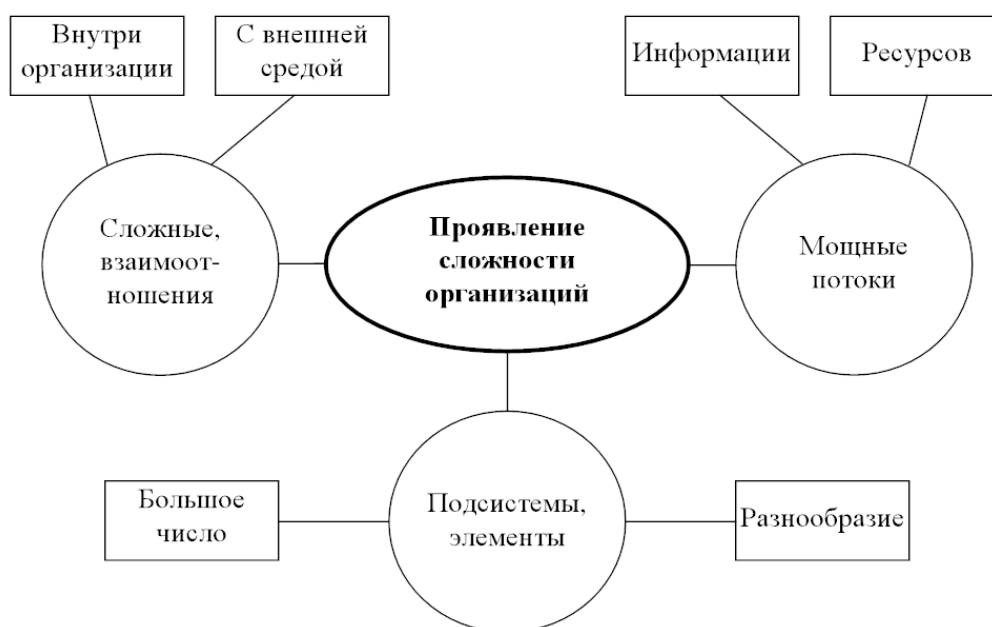 Внутри
организации
С внешней
средой
Информации
Ресурсов
Сложные,
взаимоот-
ношения
Проявление
сложности
организаций
Мощные
потоки
Большое
число
Подсистемы,
элементы
Разнообразие